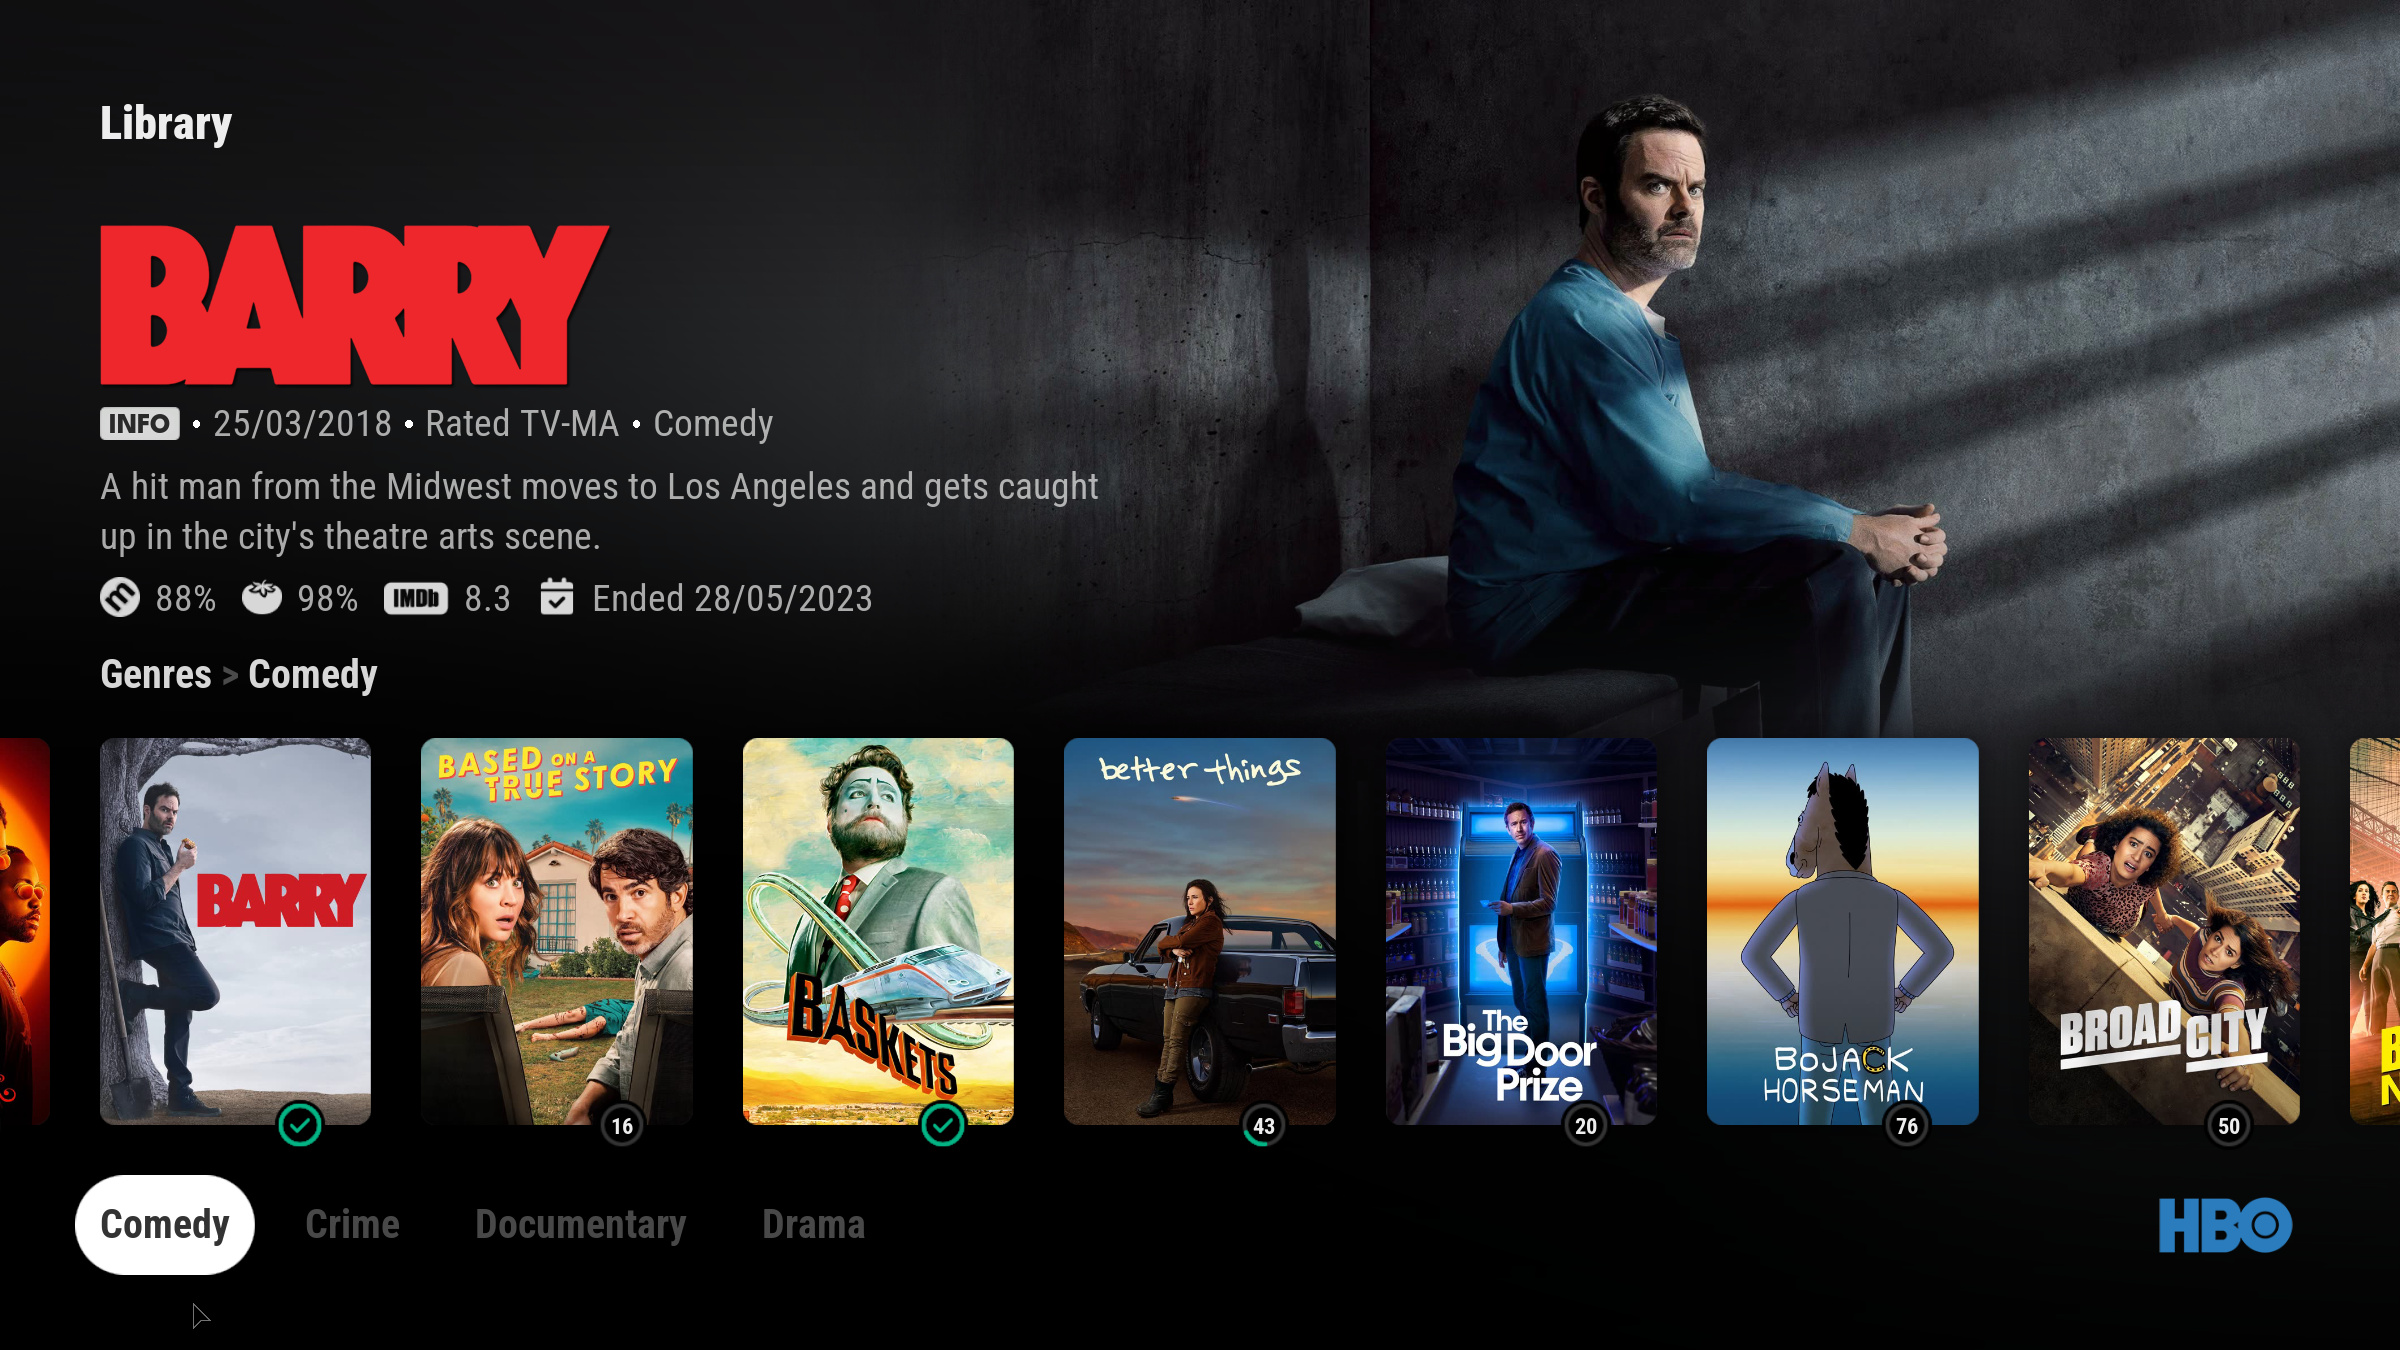 Library
BARRY
INFO • 25/03/2018 • Rated TV-MA • Comedy
A hit man from the Midwest moves to Los Angeles and gets caught
up in the city's theatre arts scene.
m 88% 98% IMDb 8.3 Ended 28/05/2023
Genres > Comedy
BARRY
BASED ON A
TRUE STORY
16
BASKETS
better things
43
The
Big Door
Prize
20
BOJACK
HORSEMAN
76
BROAD CITY
50
Comedy Crime Documentary Drama
HBO